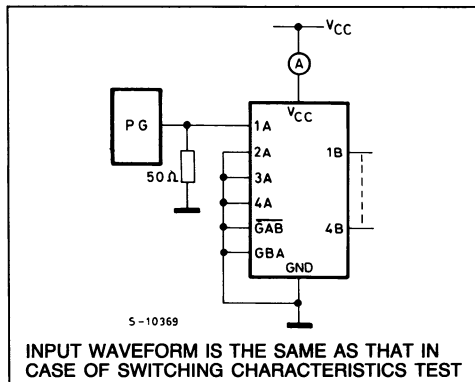 VCC
A
PG
VCC
1A
1B
2A
50Ω
3A
4A
4B
GAB
GBA
GND
S-10369
INPUT WAVEFORM IS THE SAME AS THAT IN
CASE OF SWITCHING CHARACTERISTICS TEST